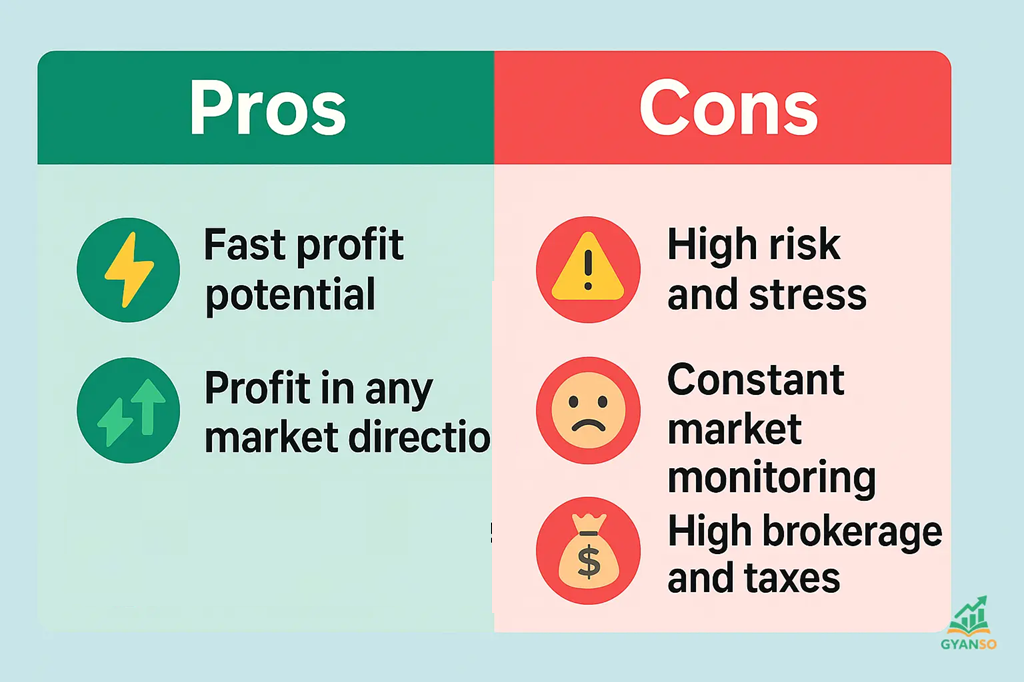 Pros
Cons
Fast profit
potential
Profit in any
market directio
High risk
and stress
Constant
market
monitoring
High brokerage
and taxes
$
GYANSO